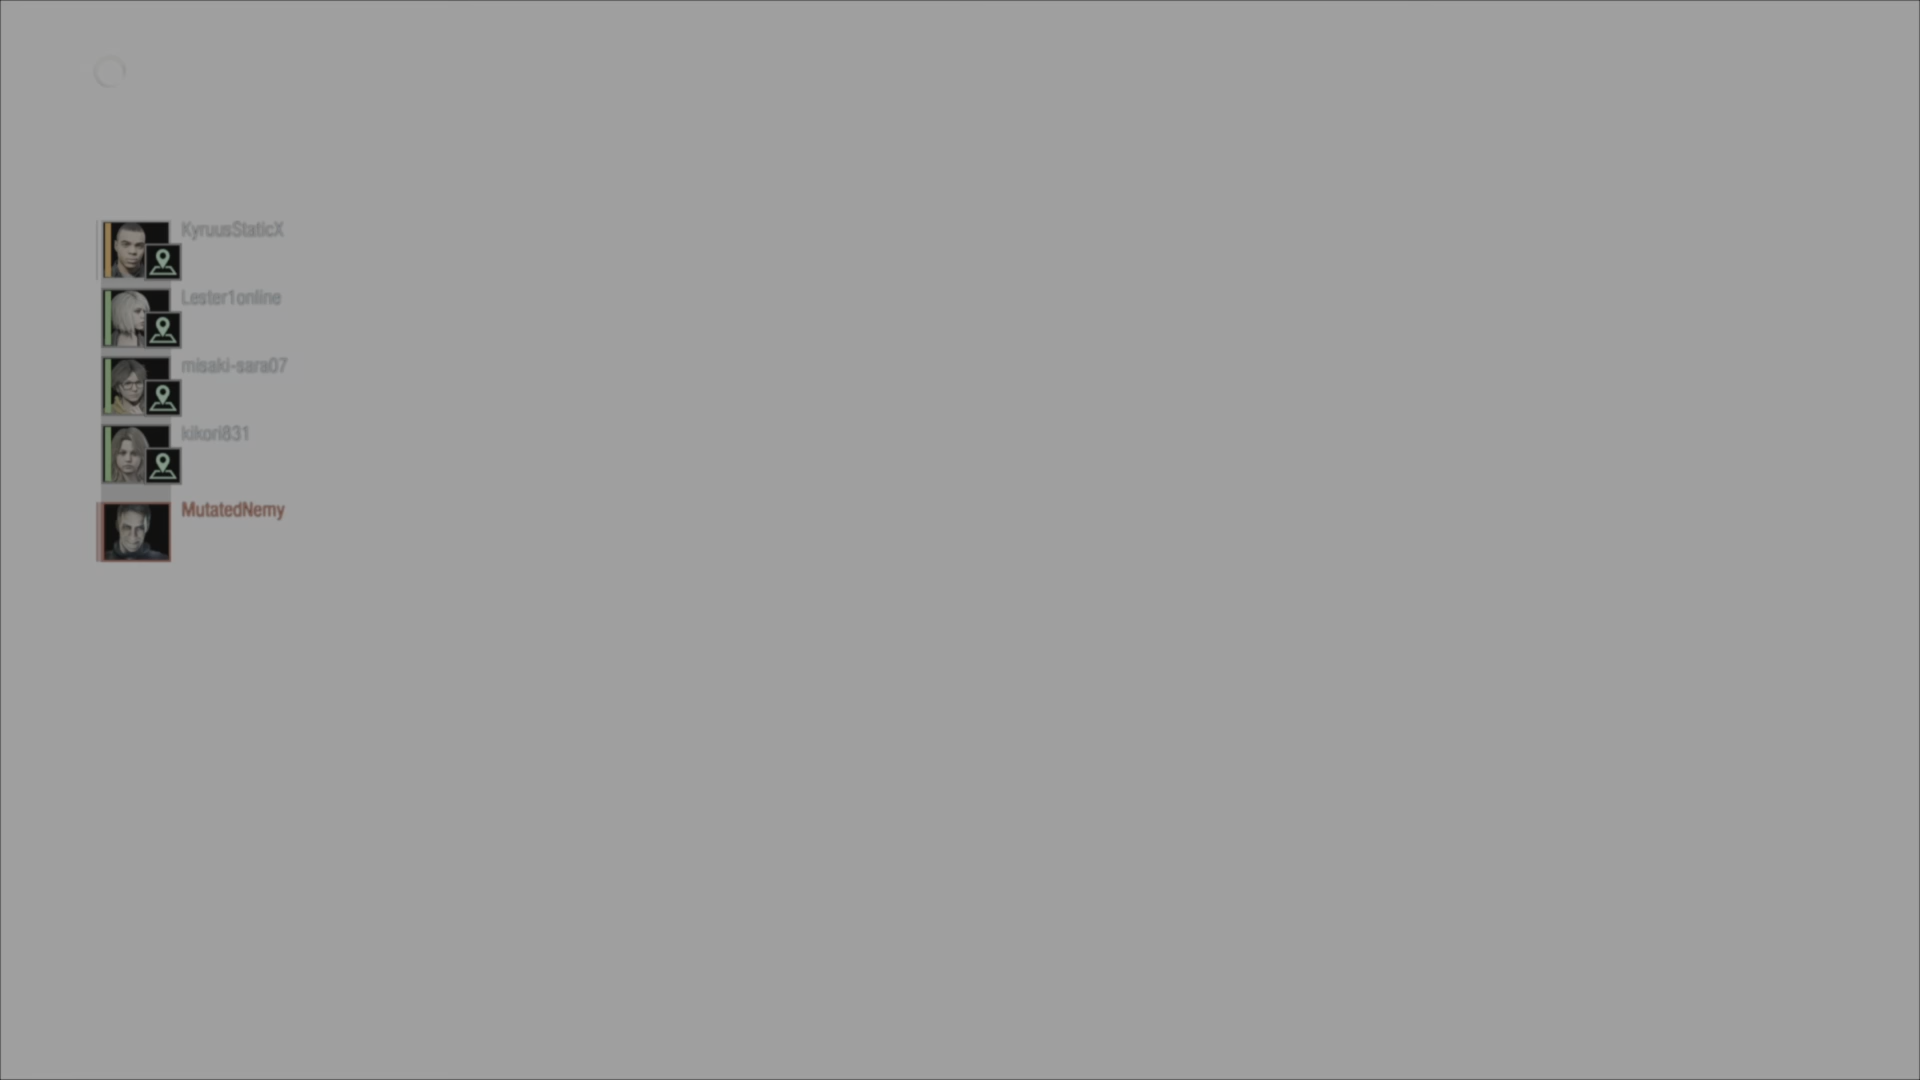 KyruusStaticX
Lester1online
misaki-sara07
kikori831
MutatedNemy